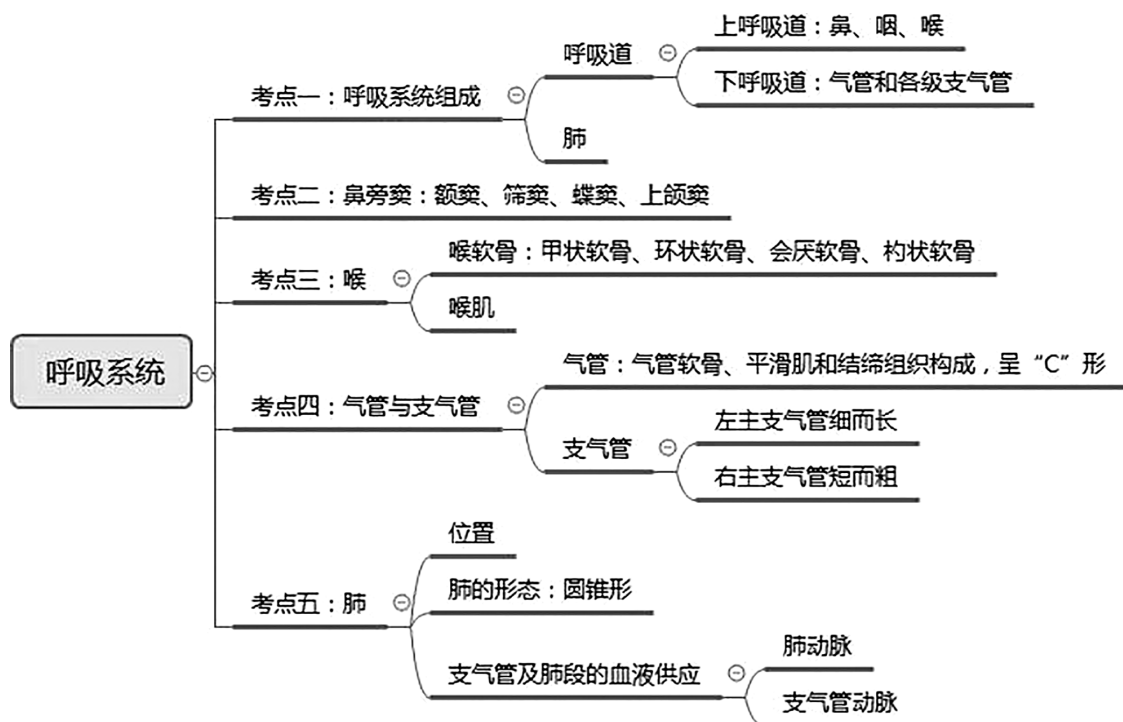 呼吸系统
考点一：呼吸系统组成
呼吸道
上呼吸道：鼻、咽、喉
下呼吸道：气管和各级支气管
肺
考点二：鼻旁窦：额窦、筛窦、蝶窦、上颌窦
考点三：喉
喉软骨：甲状软骨、环状软骨、会厌软骨、杓状软骨
喉肌
考点四：气管与支气管
气管：气管软骨、平滑肌和结缔组织构成，呈“C”形
支气管
左主支气管细而长
右主支气管短而粗
考点五：肺
位置
肺的形态：圆锥形
支气管及肺段的血液供应
肺动脉
支气管动脉